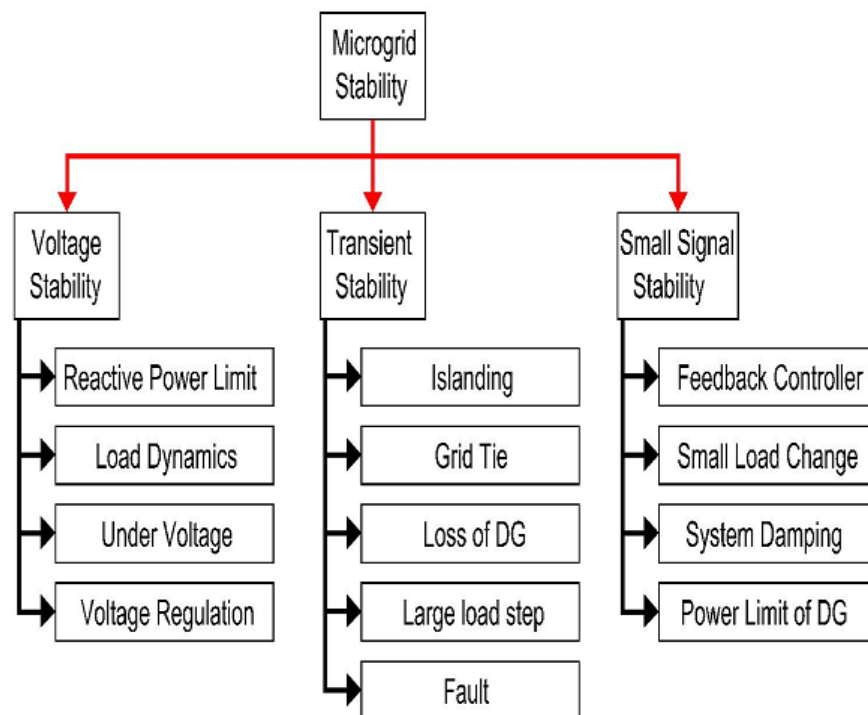 Microgrid
Stability
Voltage
Stability
Transient
Stability
Small Signal
Stability
Reactive Power Limit
Load Dynamics
Under Voltage
Voltage Regulation
Islanding
Grid Tie
Loss of DG
Large load step
Fault
Feedback Controller
Small Load Change
System Damping
Power Limit of DG